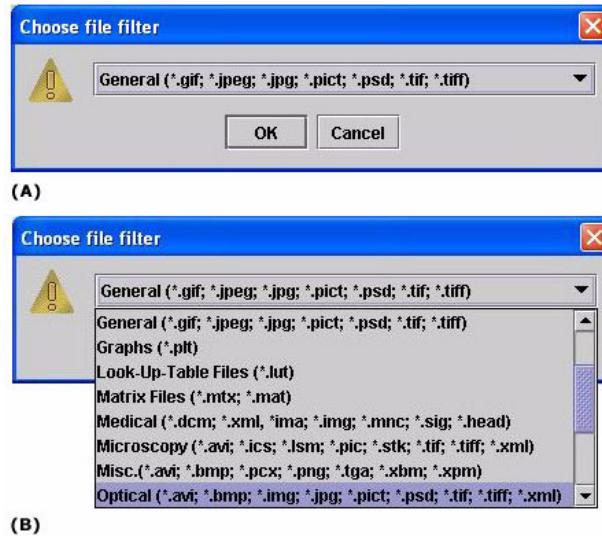 Choose file filter
General (*.gif; *.jpeg; *.jpg; *.pict; *.psd; *.tif; *.tiff)
OK Cancel
(A)
Choose file filter
General (*.gif; *.jpeg; *.jpg; *.pict; *.psd; *.tif; *.tiff)
General (*.gif; *.jpeg; *.jpg; *.pict; *.psd; *.tif; *.tiff)
Graphs (*.plt)
Look-Up-Table Files (*.lut)
Matrix Files (*.mtx; *.mat)
Medical (*.dcm; *.xml, *ima; *.img; *.mnc; *.sig; *.head)
Microscopy (*.avi; *.ics; *.lsm; *.pic; *.stk; *.tif; *.tiff; *.xml)
Misc.(*.avi; *.bmp; *.pcx; *.png; *.tga; *.xbm; *.xpm)
Optical (*.avi; *.bmp; *.img; *.jpg; *.pict; *.psd; *.tif; *.tiff; *.xml)
(B)